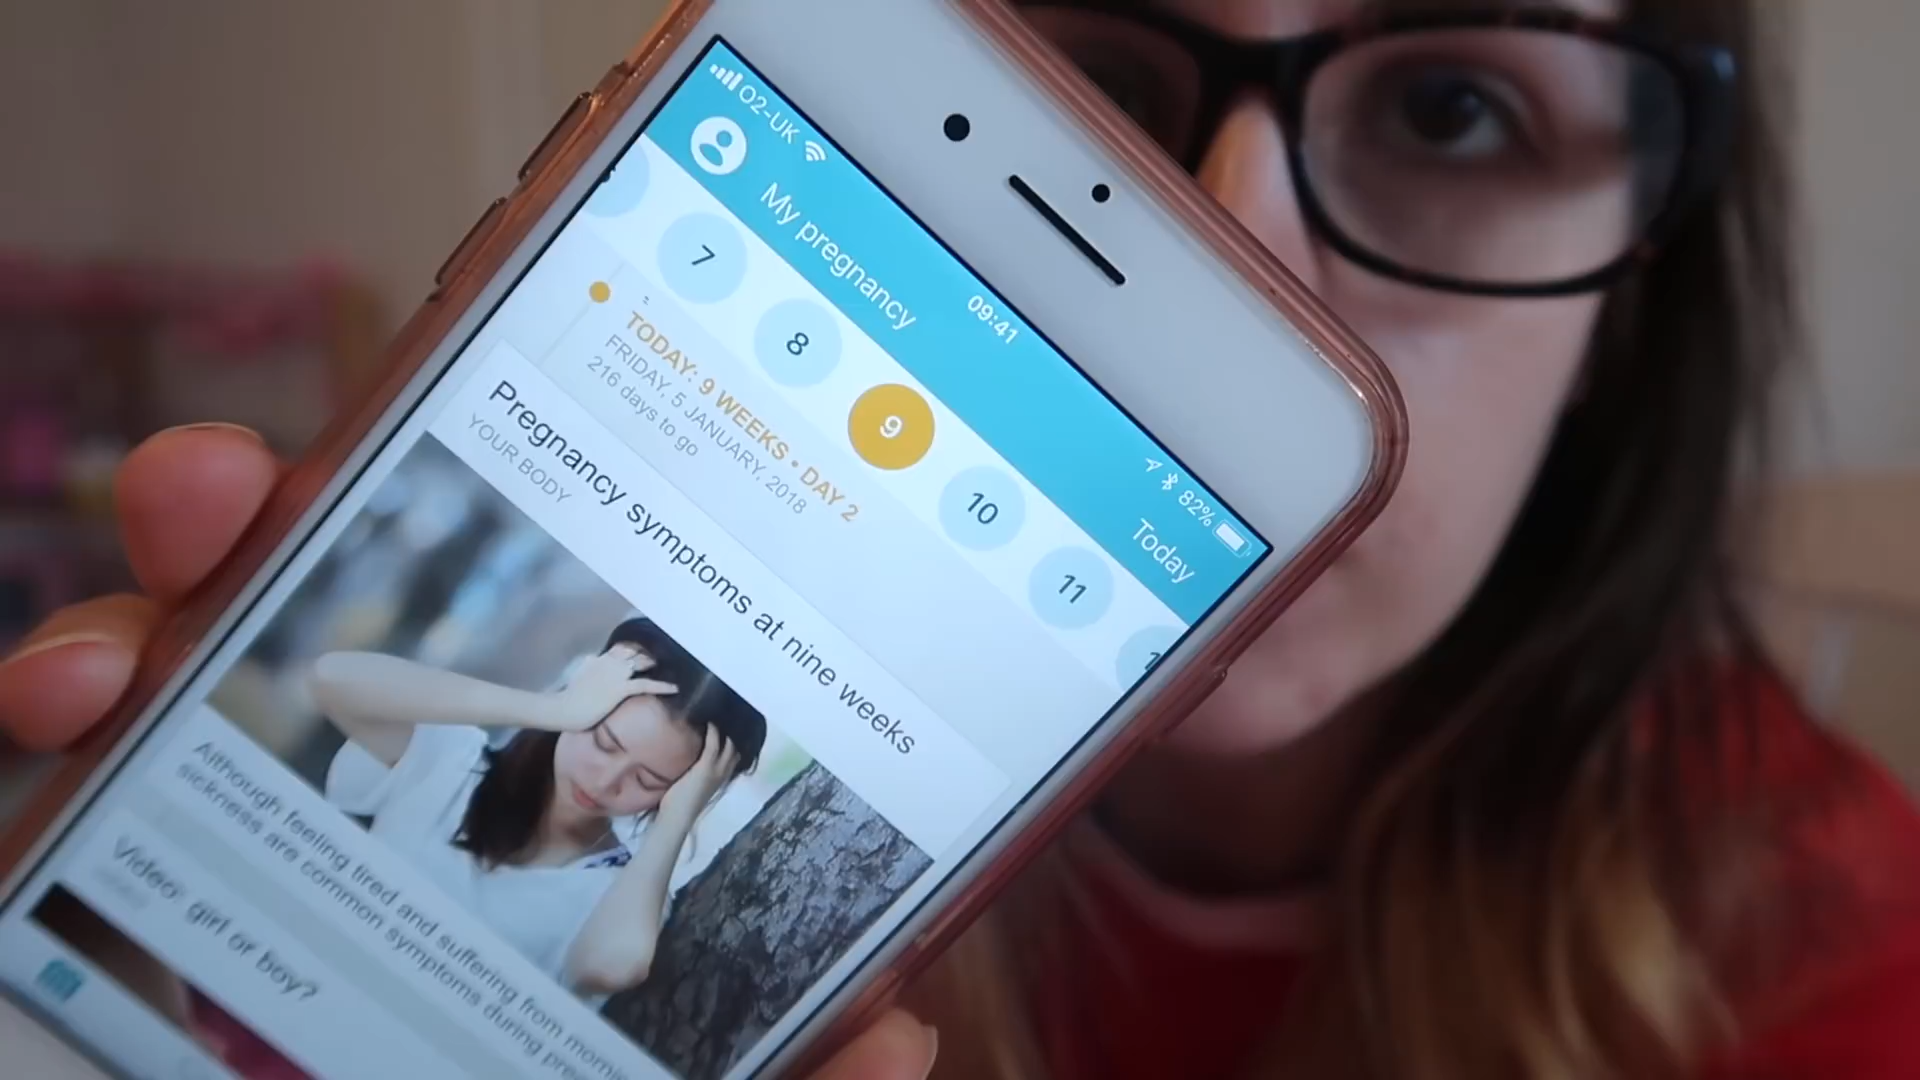 O2-UK 09:41 82%
My pregnancy Today
7 8 9 10 11
TODAY: 9 WEEKS • DAY 2
FRIDAY, 5 JANUARY, 2018
216 days to go
Pregnancy symptoms at nine weeks
YOUR BODY
Although feeling tired and suffering from
sickness are common symptoms during
Video: girl or boy?